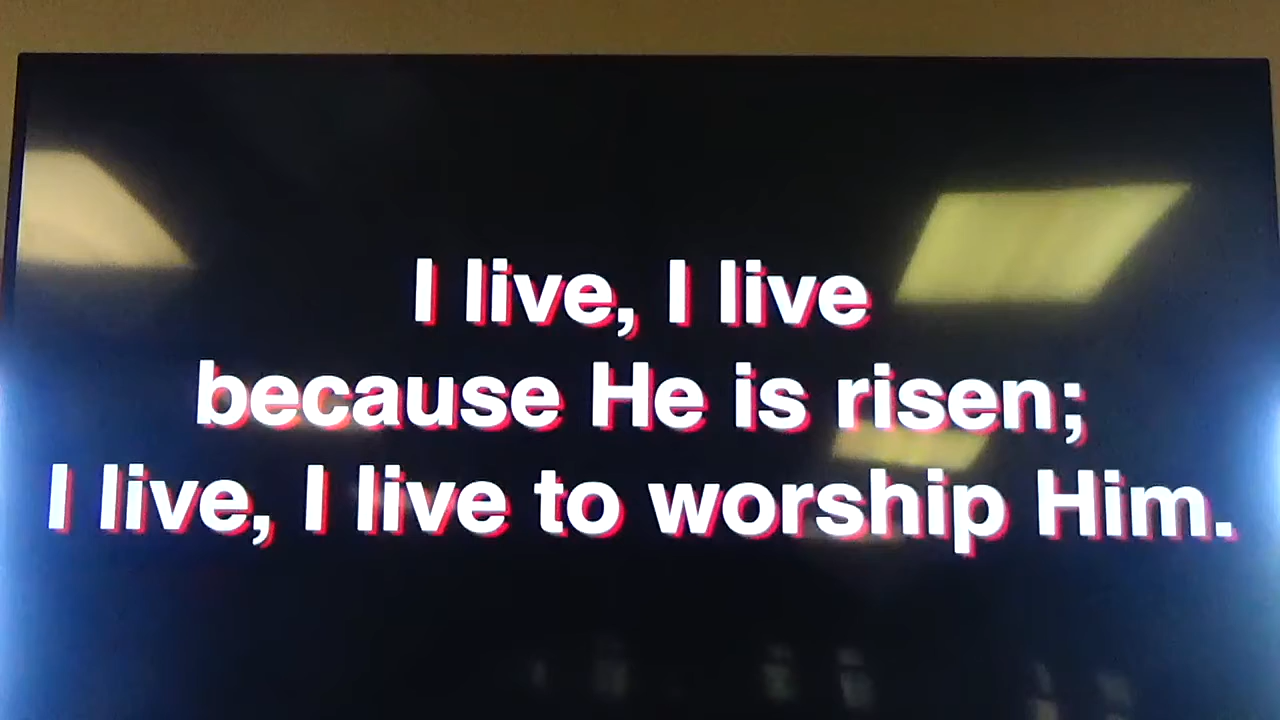 I live, I live
because He is risen;
I live, I live to worship Him.